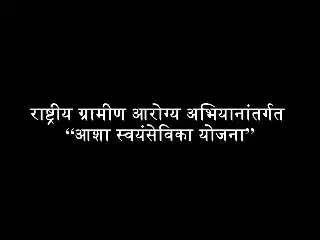 राष्ट्रीय ग्रामीण आरोग्य अभियानांतर्गत
“आशा स्वयंसेविका योजना”